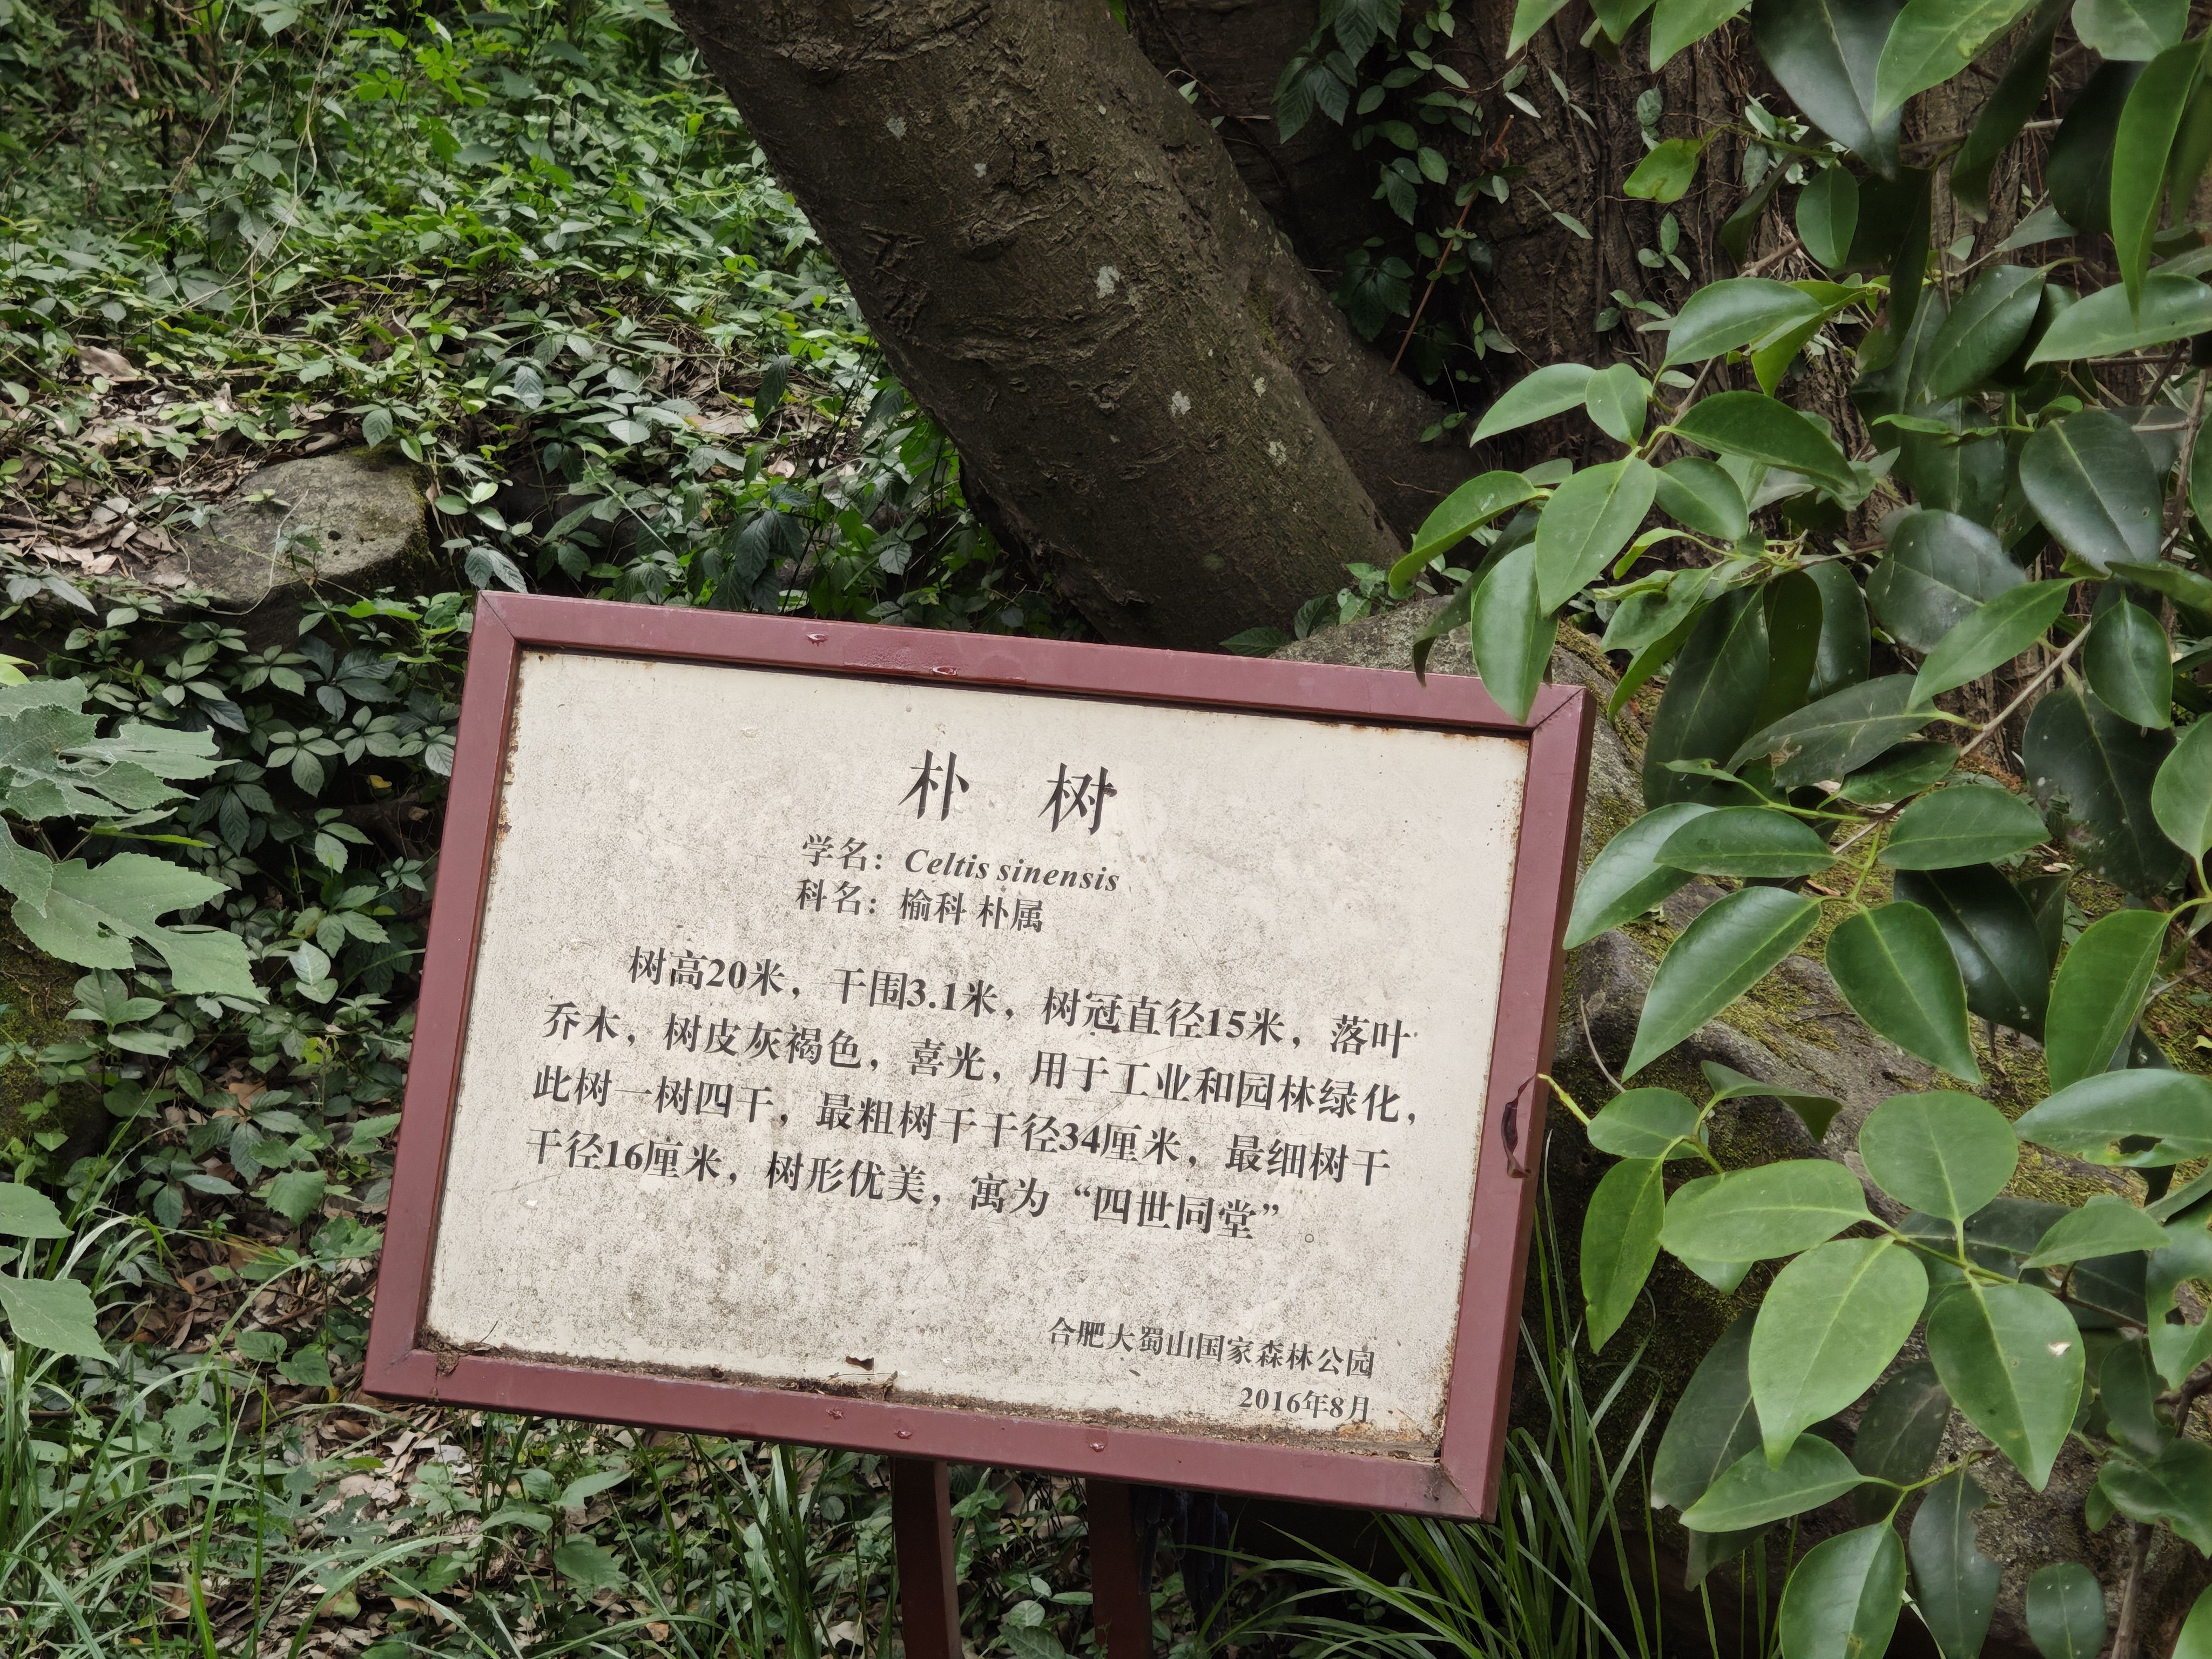 朴 树
学名：Celtis sinensis
科名：榆科 朴属
树高20米，干围3.1米，树冠直径15米，落叶
乔木，树皮灰褐色，喜光，用于工业和园林绿化，
此树一树四干，最粗树干干径34厘米，最细树干
干径16厘米，树形优美，寓为“四世同堂”。
合肥大蜀山国家森林公园
2016年8月